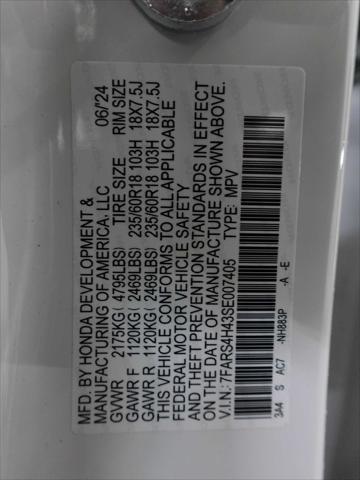 MFD. BY HONDA DEVELOPMENT &
MANUFACTURING OF AMERICA, LLC 06/'24
GVWR 2175KG ( 4795LBS) TIRE SIZE RIM SIZE
GAWR F 1120KG ( 2469LBS) 235/60R18 103H 18X7.5J
GAWR R 1120KG ( 2469LBS) 235/60R18 103H 18X7.5J
THIS VEHICLE CONFORMS TO ALL APPLICABLE
FEDERAL MOTOR VEHICLE SAFETY
AND THEFT PREVENTION STANDARDS IN EFFECT
ON THE DATE OF MANUFACTURE SHOWN ABOVE.
V.I.N.: 7FARS4H43SE007405 TYPE: MPV
3A4 S AC7 -NH883P -A -E